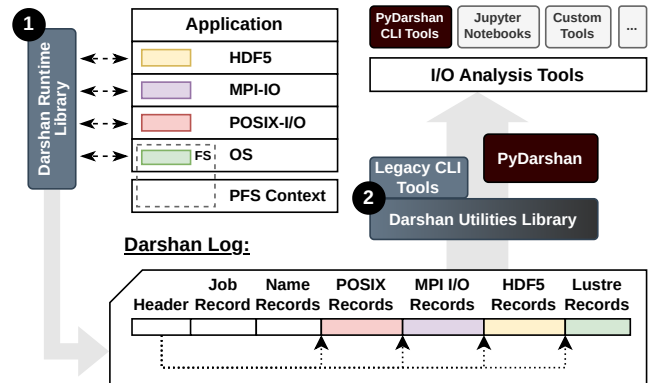 1
Darshan Runtime
Library
Application
HDF5
MPI-IO
POSIX-I/O
FS OS
PFS Context
PyDarshan
CLI Tools
Jupyter
Notebooks
Custom
Tools
...
I/O Analysis Tools
PyDarshan
Legacy CLI
Tools
2
Darshan Utilities Library
Darshan Log:
Header
Job
Record
Name
Records
POSIX
Records
MPI I/O
Records
HDF5
Records
Lustre
Records